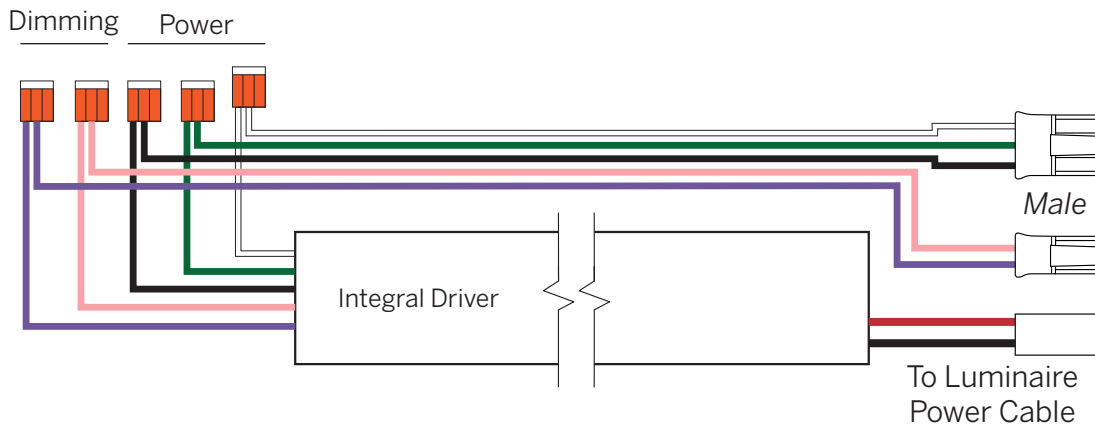 Dimming
Power
Male
Integral Driver
To Luminaire
Power Cable